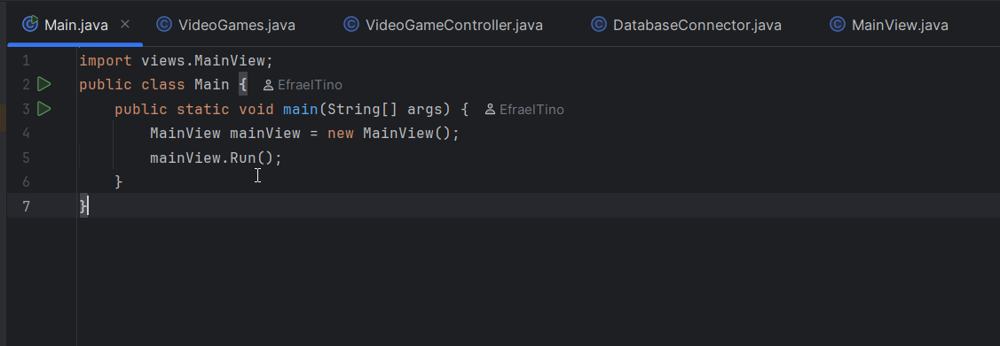 Main.java VideoGames.java VideoGameController.java DatabaseConnector.java MainView.java
1 import views.MainView;
2 public class Main { EfraelTino
3 public static void main(String[] args) { EfraelTino
4 MainView mainView = new MainView();
5 mainView.Run();
6 }
7 }